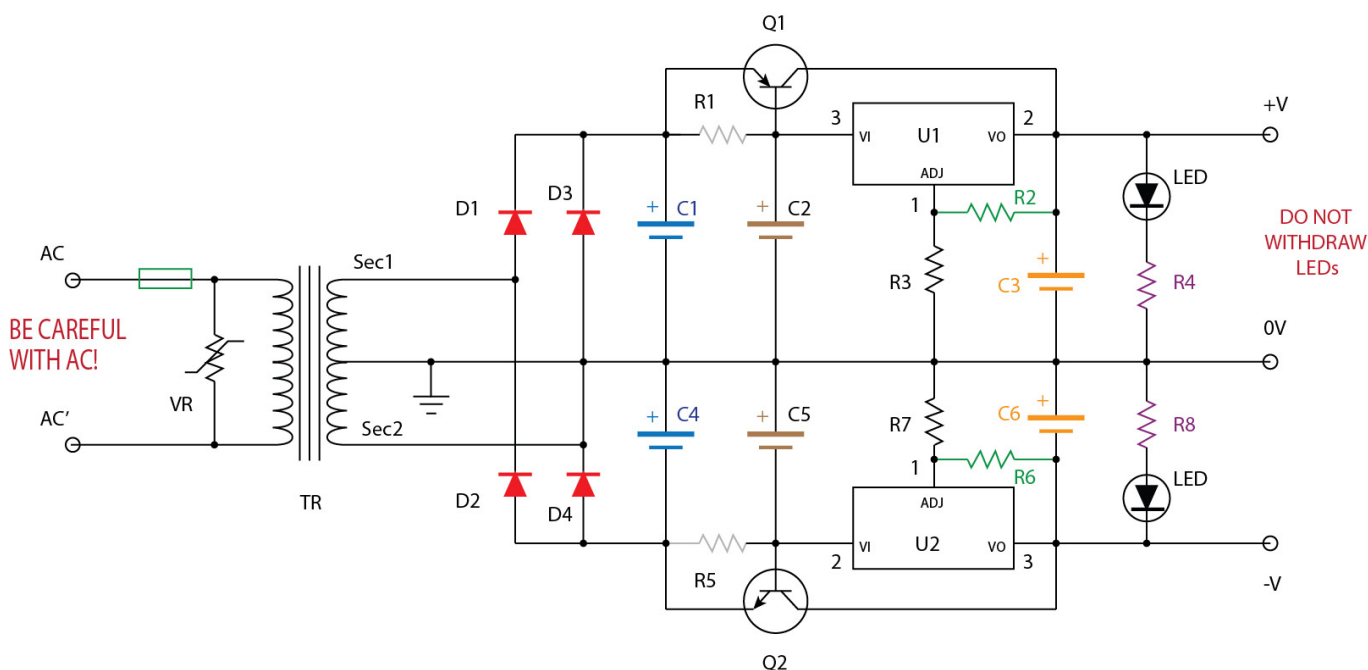 Q1
R1
3
VI
U1
VO
2
+V
ADJ
LED
D1
D3
+
C1
+
C2
1
R2
DO NOT
WITHDRAW
LEDs
AC
Sec1
R3
+
C3
R4
BE CAREFUL
WITH AC!
0V
VR
AC’
Sec2
+
C4
+
C5
R7
+
C6
R8
1
R6
TR
D2
D4
ADJ
LED
R5
VI
U2
VO
2
3
-V
Q2